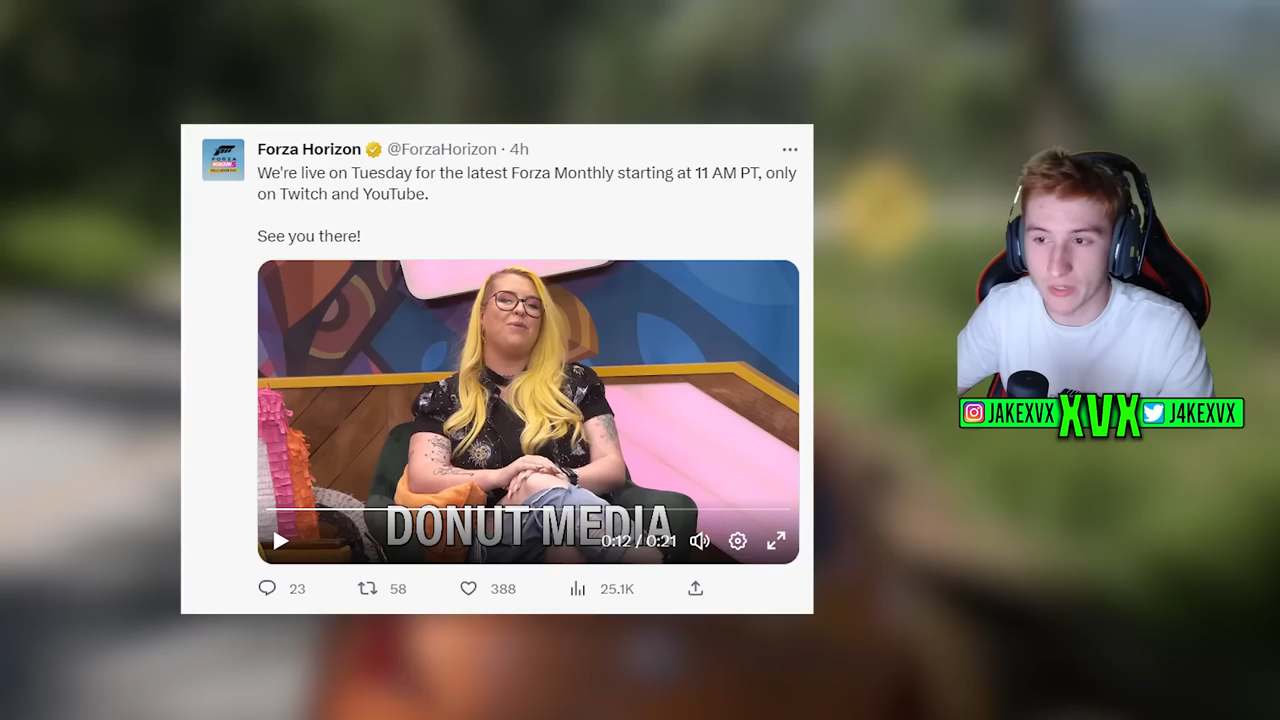 Forza Horizon @ForzaHorizon · 4h
We're live on Tuesday for the latest Forza Monthly starting at 11 AM PT, only
on Twitch and YouTube.
See you there!
DONUT MEDIA
0:12 / 0:21
23 58 388 25.1K
JAKEXVX XVX J4KEXVX